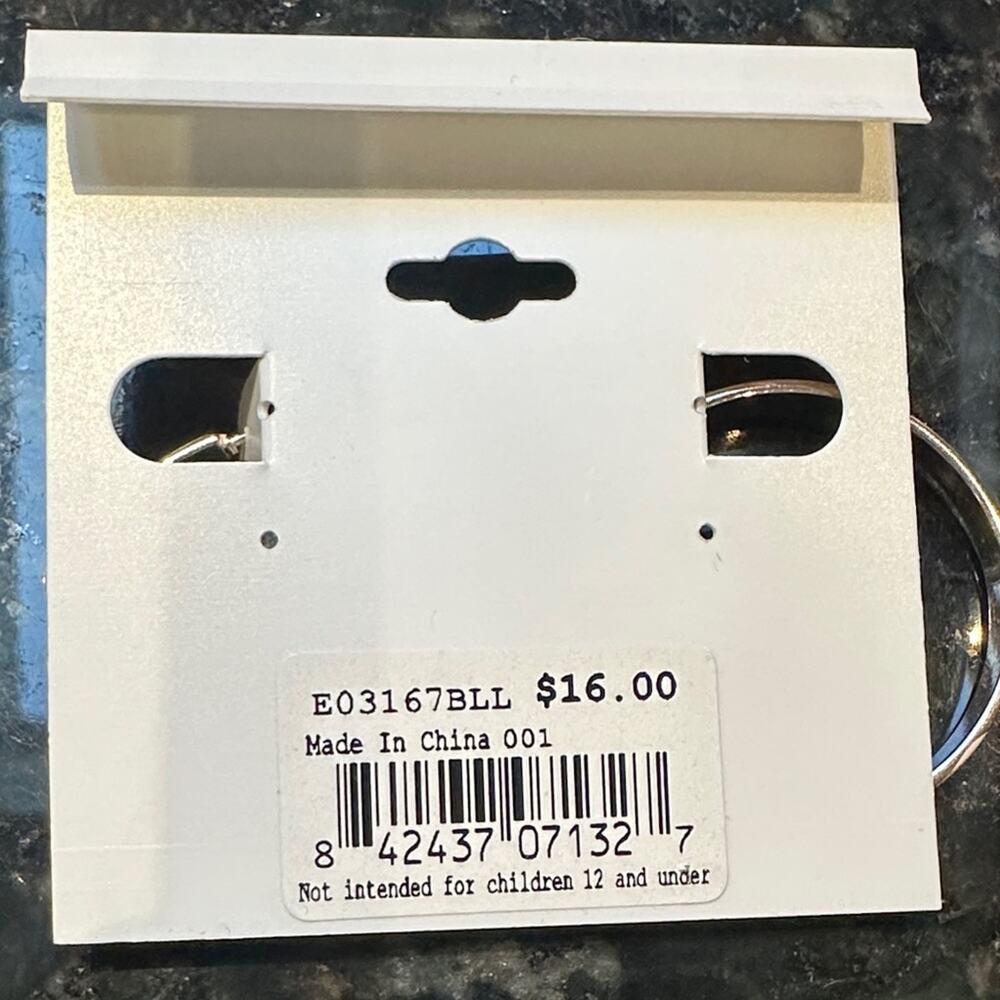 E03167BLL $16.00
Made In China 001
8 42437 07132 7
Not intended for children 12 and under